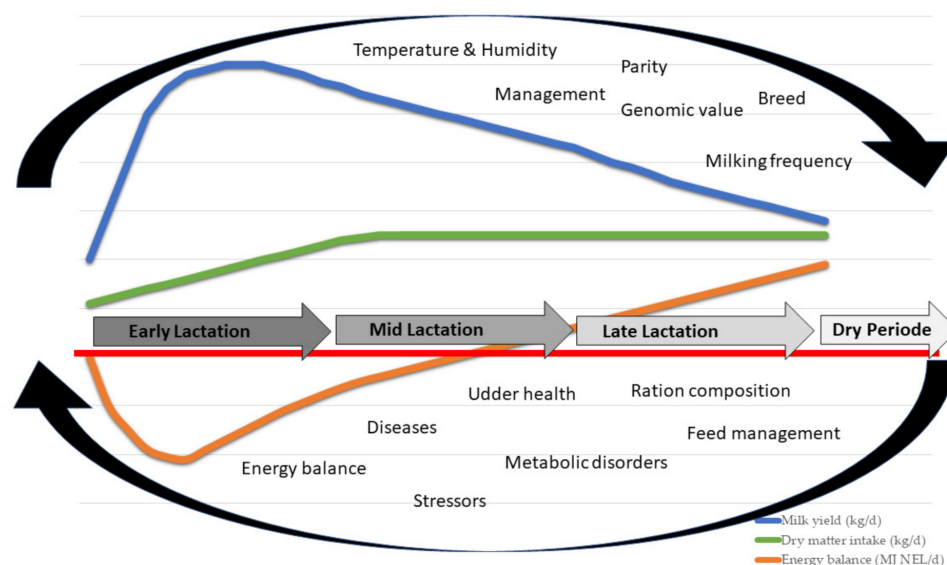 Temperature & Humidity
Parity
Management
Breed
Genomic value
Milking frequency
Early Lactation
Mid Lactation
Late Lactation
Dry Periode
Udder health
Ration composition
Diseases
Feed management
Energy balance
Metabolic disorders
Stressors
Milk yield (kg/d)
Dry matter intake (kg/d)
Energy balance (MJ NEL/d)